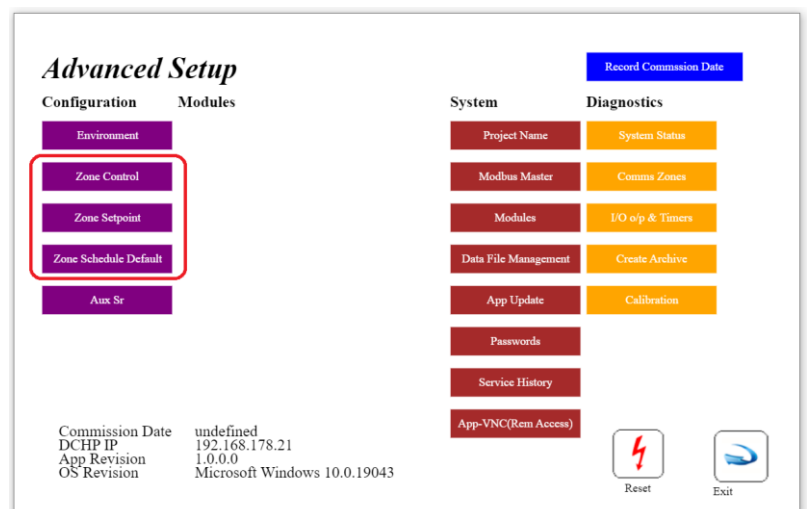 Advanced Setup
Record Commssion Date
Configuration Modules System Diagnostics
Environment Project Name System Status
Zone Control Modbus Master Comms Zones
Zone Setpoint Modules I/O o/p & Timers
Zone Schedule Default Data File Management Create Archive
Aux Sr App Update Calibration
Passwords
Service History
App-VNC(Rem Access)
Commission Date undefined
DCHP IP 192.168.178.21
App Revision 1.0.0.0
OS Revision Microsoft Windows 10.0.19043
Reset Exit